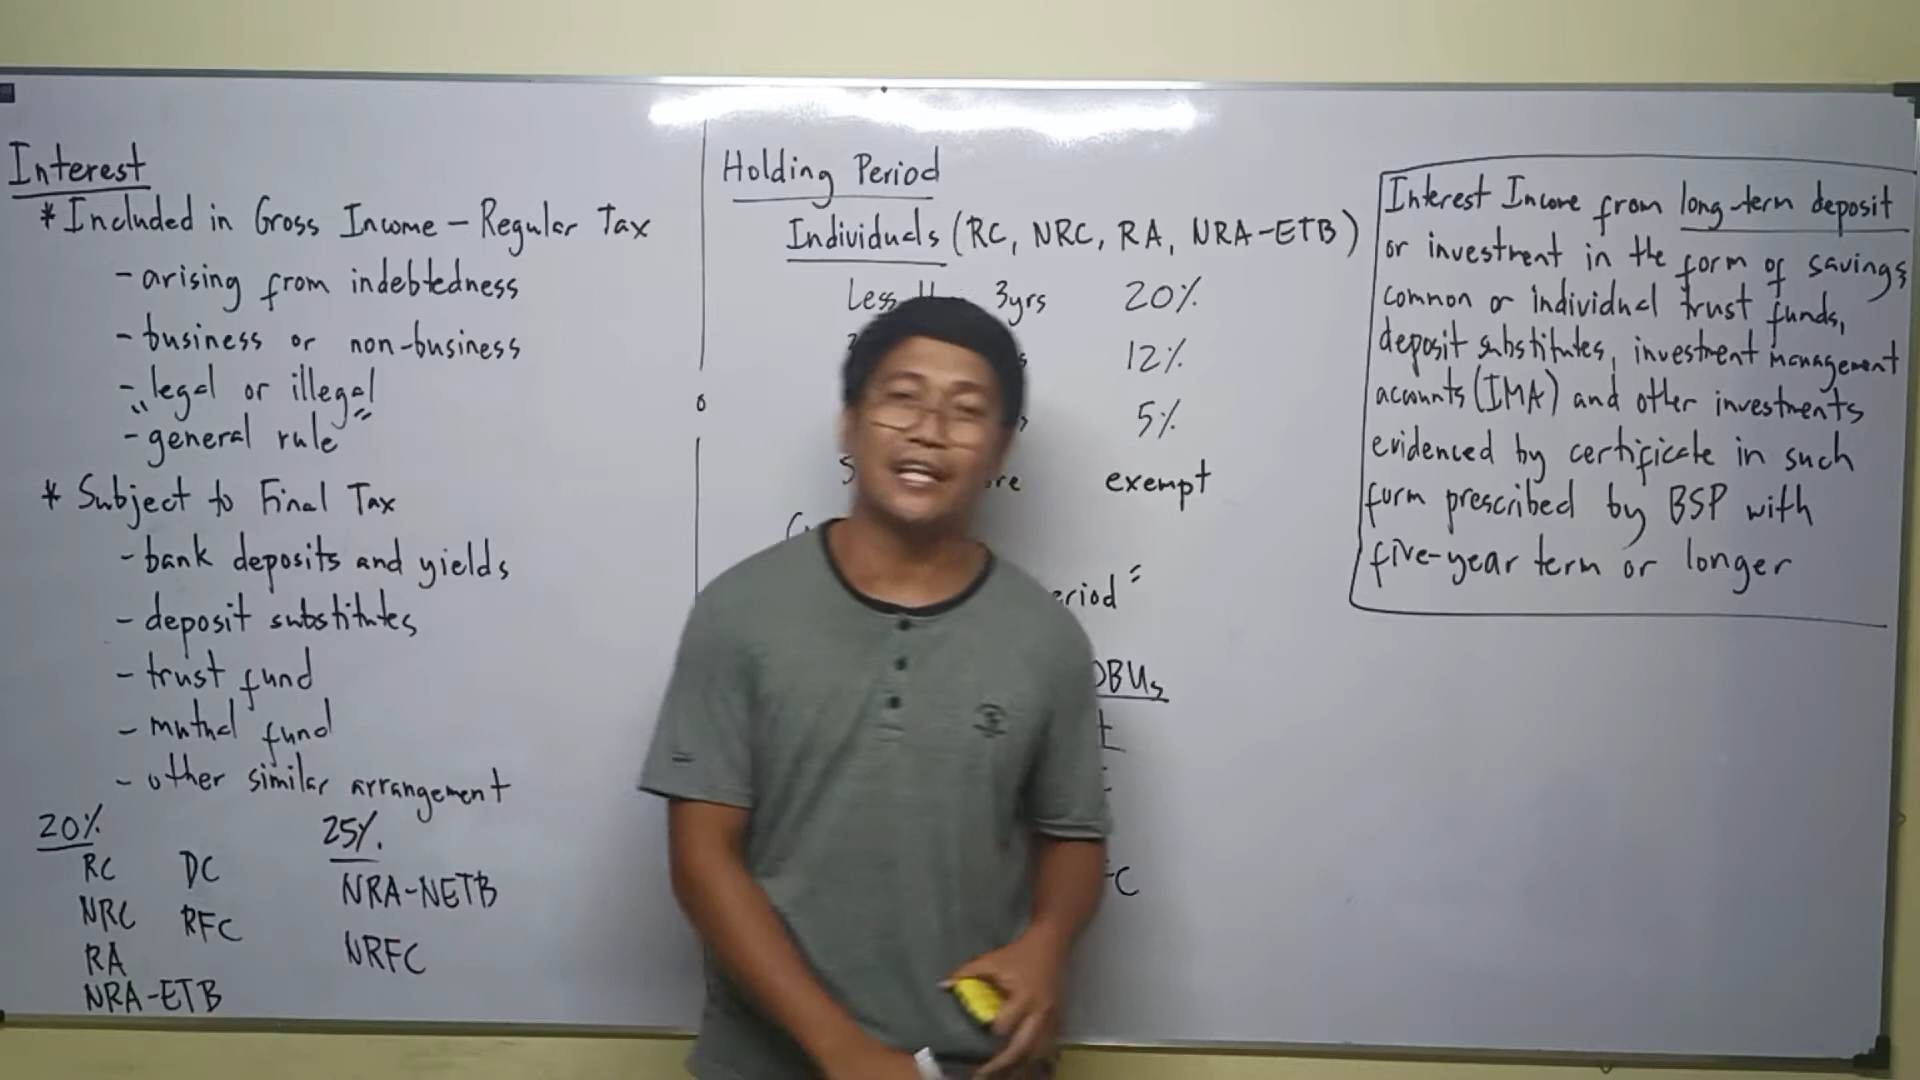 Interest
* Included in Gross Income - Regular Tax
- arising from indebtedness
- business or non-business
- legal or illegal
- "general rule"
* Subject to Final Tax
- bank deposits and yields
- deposit substitutes
- trust fund
- mutual fund
- other similar arrangement
20%
RC DC
NRC RFC
RA
NRA-ETB
25%
NRA-NETB
NRFC
Holding Period
Individuals (RC, NRC, RA, NRA-ETB)
Less 3yrs 20%
12%
5%
exempt
Interest Income from long-term deposit
or investment in the form of savings
common or individual trust funds,
deposit substitutes, investment management
accounts (IMA) and other investments
evidenced by certificate in such
form prescribed by BSP with
five-year term or longer